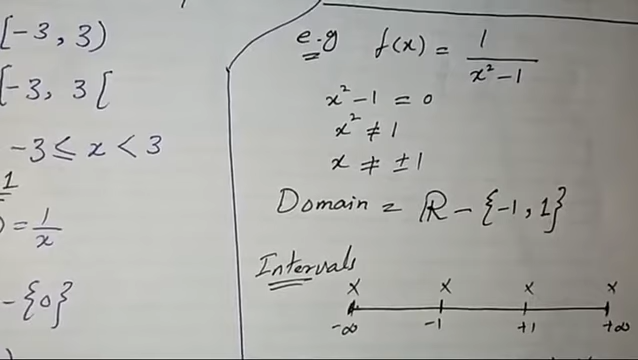 [-3, 3)
[-3, 3[
-3 ≤ x < 3
1
) = 1/x
-{0}
e.g f(x) = 1/(x² - 1)
x² - 1 = 0
x² ≠ 1
x ≠ ±1
Domain = ℝ - {-1, 1}
Intervals
x x x x
-∞ -1 +1 +∞